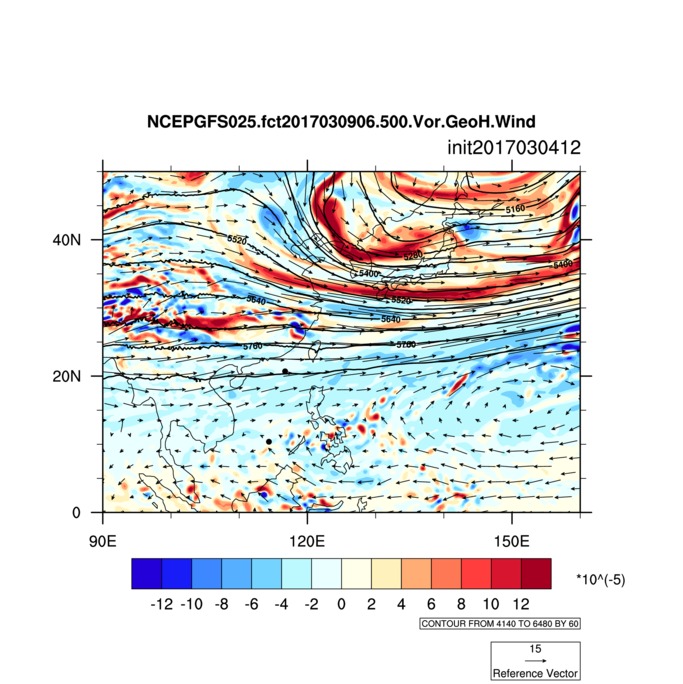 NCEPGFS025.fct2017030906.500.Vor.GeoH.Wind
init2017030412
5160
40N
5520
5280
5400
5400
5640
5520
5640
5760
5760
20N
0
90E
120E
150E
*10^(-5)
-12 -10 -8 -6 -4 -2 0 2 4 6 8 10 12
CONTOUR FROM 4140 TO 6480 BY 60
15
Reference Vector